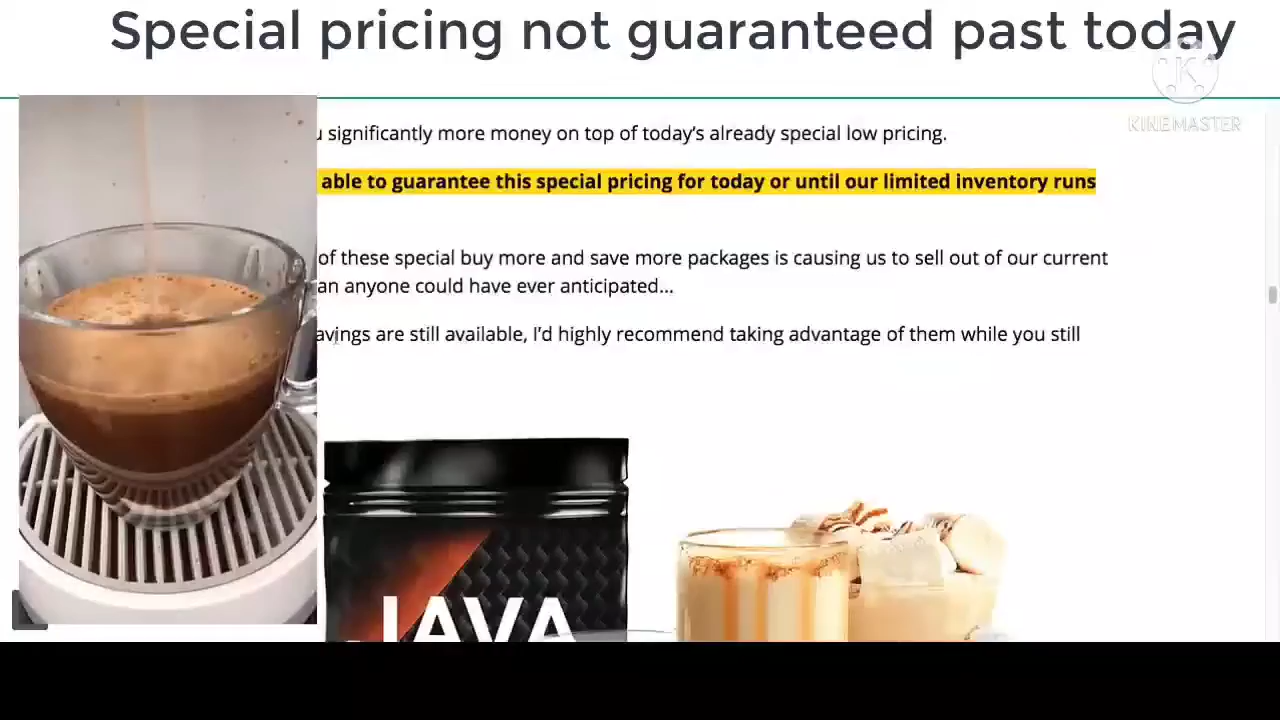 Special pricing not guaranteed past today
K
KINEMASTER
u significantly more money on top of today’s already special low pricing.
able to guarantee this special pricing for today or until our limited inventory runs
of these special buy more and save more packages is causing us to sell out of our current
an anyone could have ever anticipated...
avings are still available, I’d highly recommend taking advantage of them while you still
JAVA